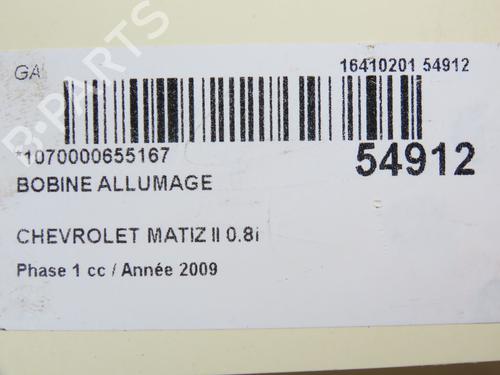 GA
16410201 54912
*1070000655167
54912
BOBINE ALLUMAGE
CHEVROLET MATIZ II 0.8i
Phase 1 cc / Année 2009
B-PARTS